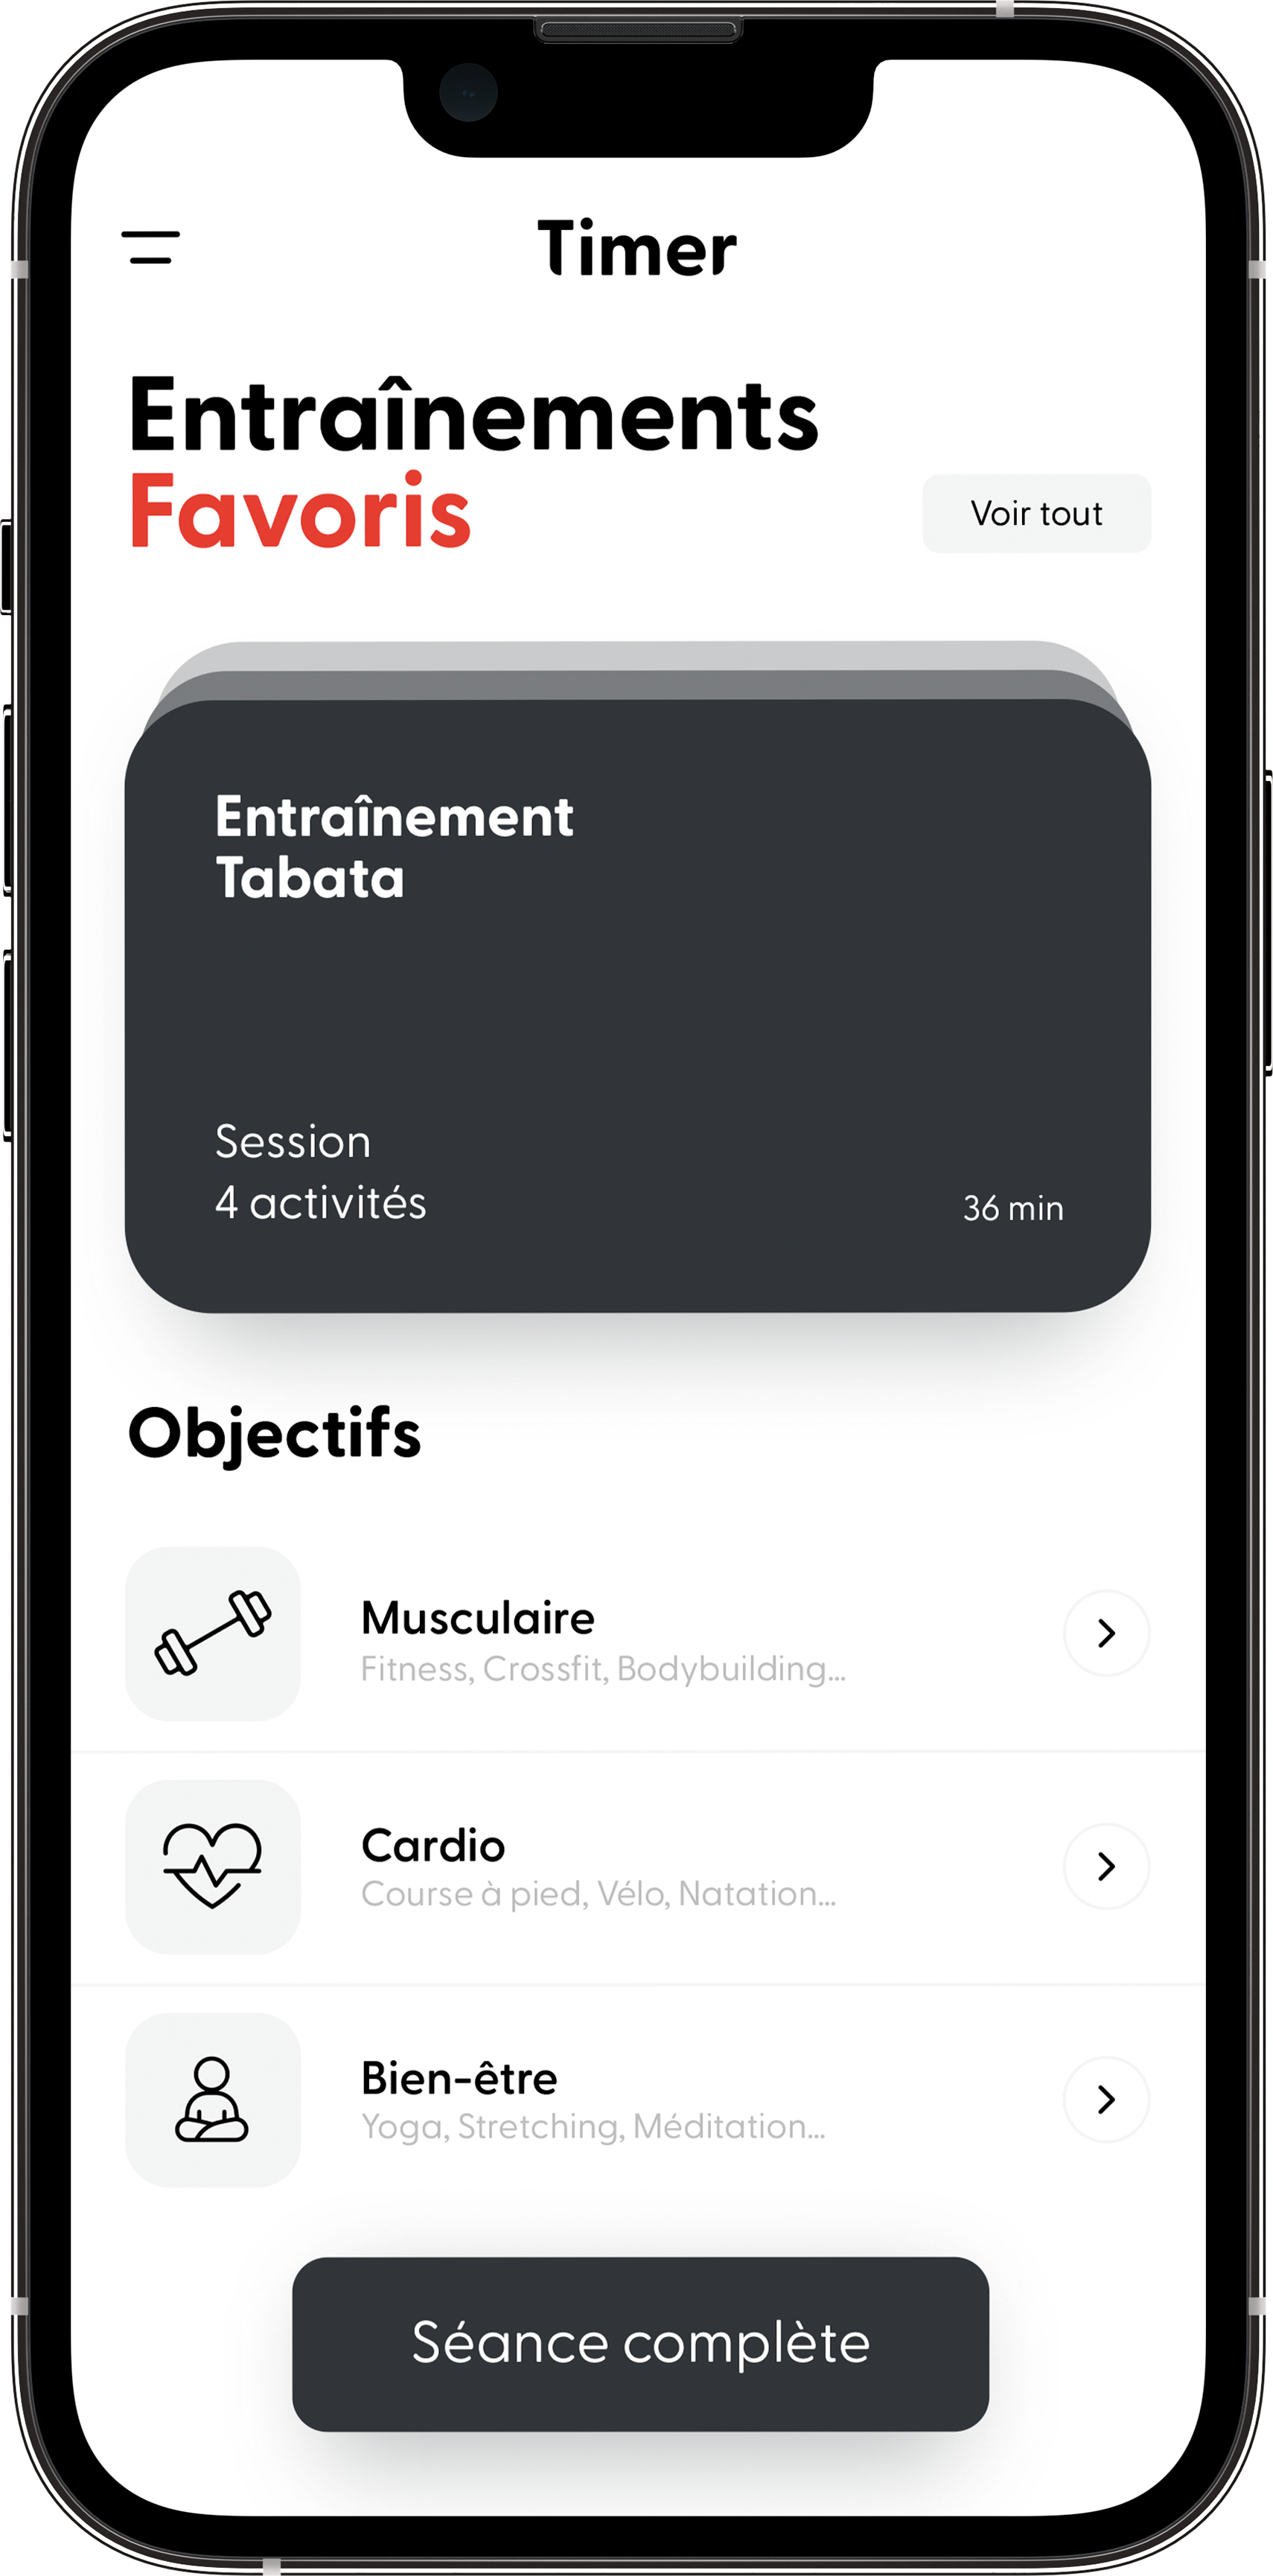 Timer
Entraînements
Favoris
Voir tout
Entraînement
Tabata
Session
4 activités
36 min
Objectifs
Musculaire
Fitness, Crossfit, Bodybuilding...
Cardio
Course à pied, Vélo, Natation...
Bien-être
Yoga, Stretching, Méditation...
Séance complète